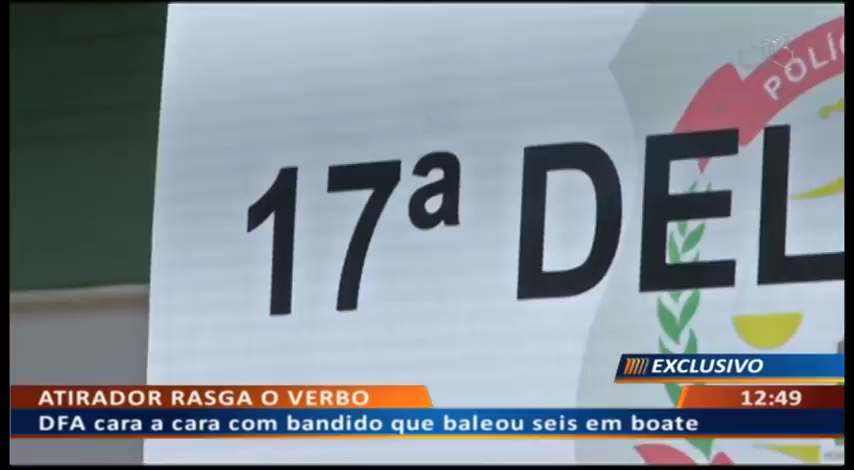 POLÍ
17ª DEL
EXCLUSIVO
ATIRADOR RASGA O VERBO
12:49
DFA cara a cara com bandido que baleou seis em boate